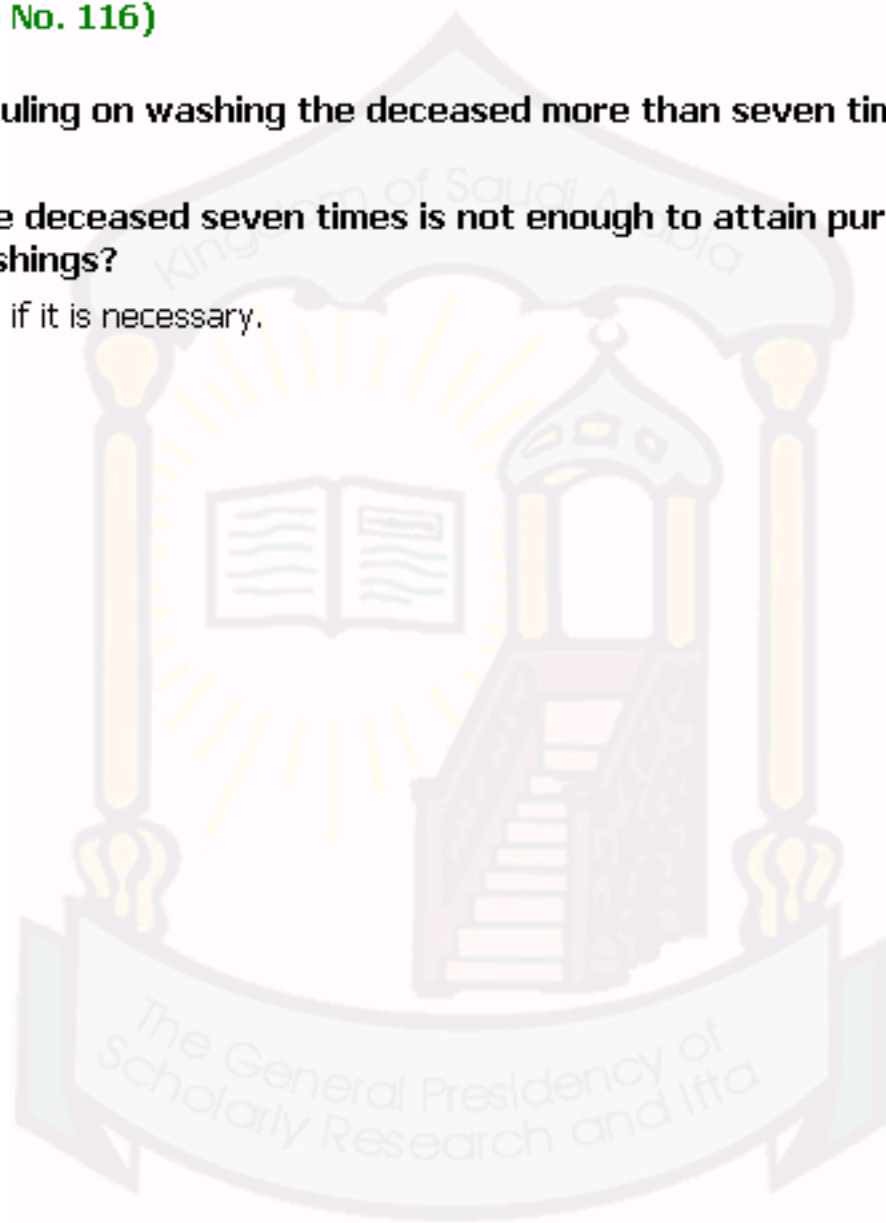 No. 116)
uling on washing the deceased more than seven tim
e deceased seven times is not enough to attain pur
shings?
if it is necessary.
Kingdom of Saudi Arabia
The General Presidency of
Scholarly Research and Ifta